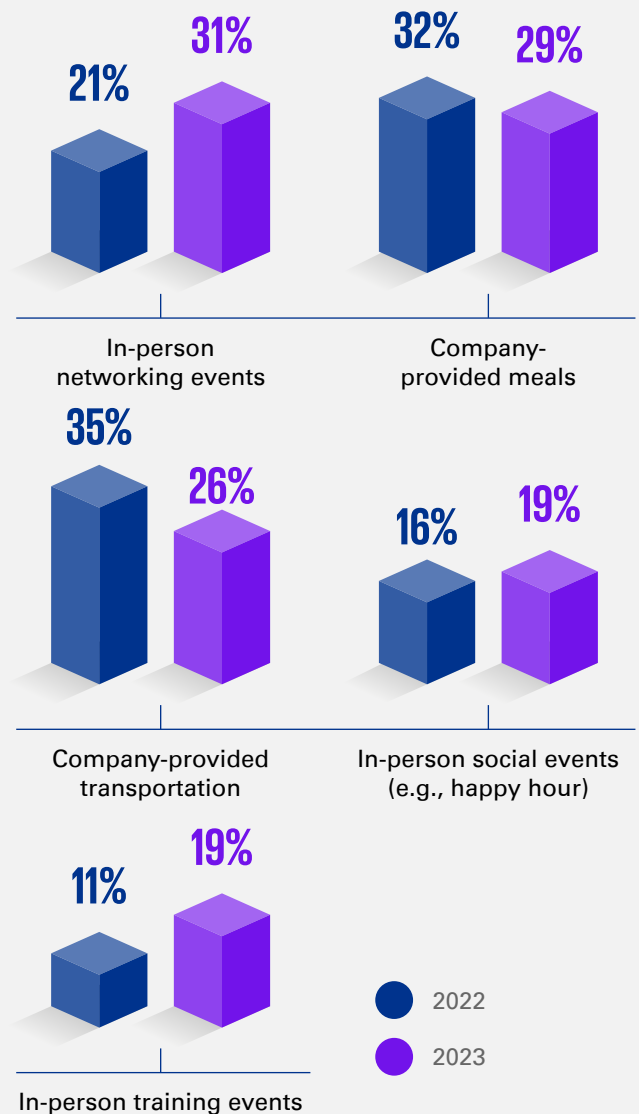 21%
31%
32%
29%
In-person
networking events
Company-
provided meals
35%
26%
16%
19%
Company-provided
transportation
In-person social events
(e.g., happy hour)
11%
19%
In-person training events
2022
2023